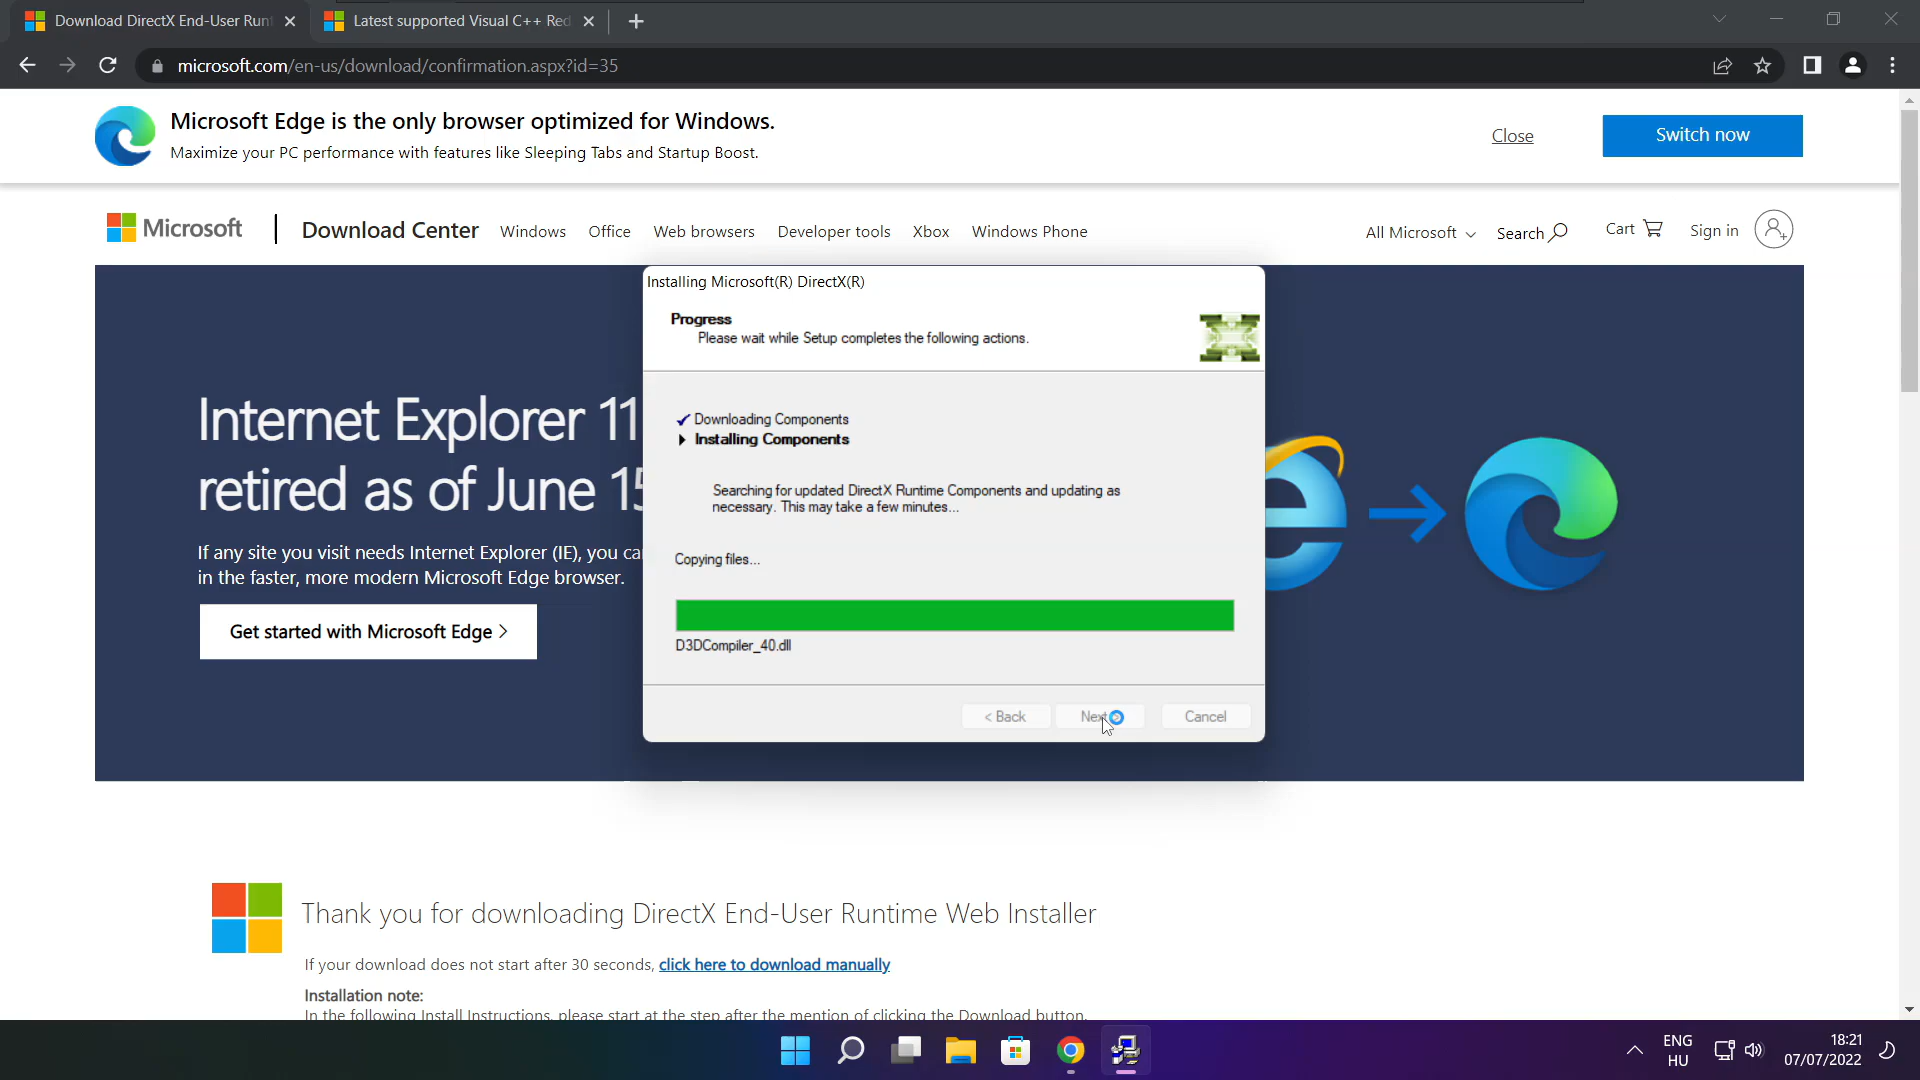 Download DirectX End-User Runt
Latest supported Visual C++ Red
microsoft.com/en-us/download/confirmation.aspx?id=35
Microsoft Edge is the only browser optimized for Windows.
Maximize your PC performance with features like Sleeping Tabs and Startup Boost.
Close
Switch now
Microsoft
Download Center
Windows
Office
Web browsers
Developer tools
Xbox
Windows Phone
All Microsoft
Search
Cart
Sign in
Internet Explorer 11
retired as of June 15
If any site you visit needs Internet Explorer (IE), you ca
in the faster, more modern Microsoft Edge browser.
Get started with Microsoft Edge >
Installing Microsoft(R) DirectX(R)
Progress
Please wait while Setup completes the following actions.
Downloading Components
Installing Components
Searching for updated DirectX Runtime Components and updating as
necessary. This may take a few minutes...
Copying files...
D3DCompiler_40.dll
< Back
Next
Cancel
Thank you for downloading DirectX End-User Runtime Web Installer
If your download does not start after 30 seconds, click here to download manually
Installation note:
In the following Install Instructions, please start at the step after the mention of clicking the Download button.
ENG
HU
18:21
07/07/2022